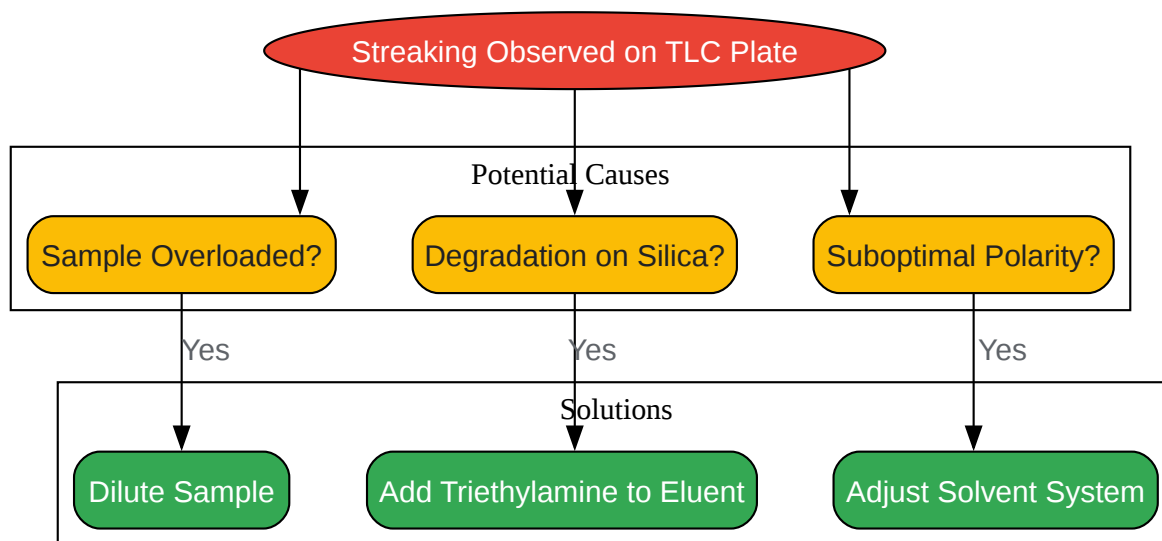 Streaking Observed on TLC Plate
Potential Causes
Sample Overloaded?
Degradation on Silica?
Suboptimal Polarity?
Yes
Yes
Yes
Solutions
Dilute Sample
Add Triethylamine to Eluent
Adjust Solvent System